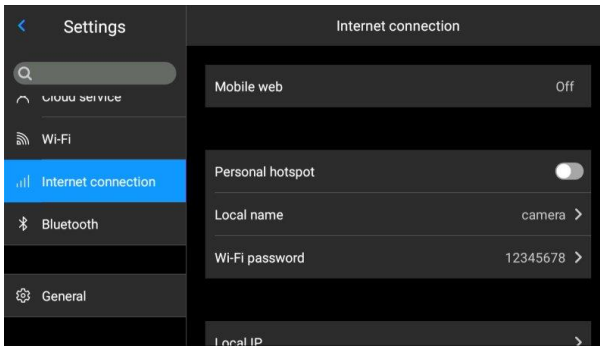 Settings
Internet connection
Cloud service
Wi-Fi
Internet connection
Bluetooth
General
Mobile web Off
Personal hotspot
Local name camera
Wi-Fi password 12345678
Local IP